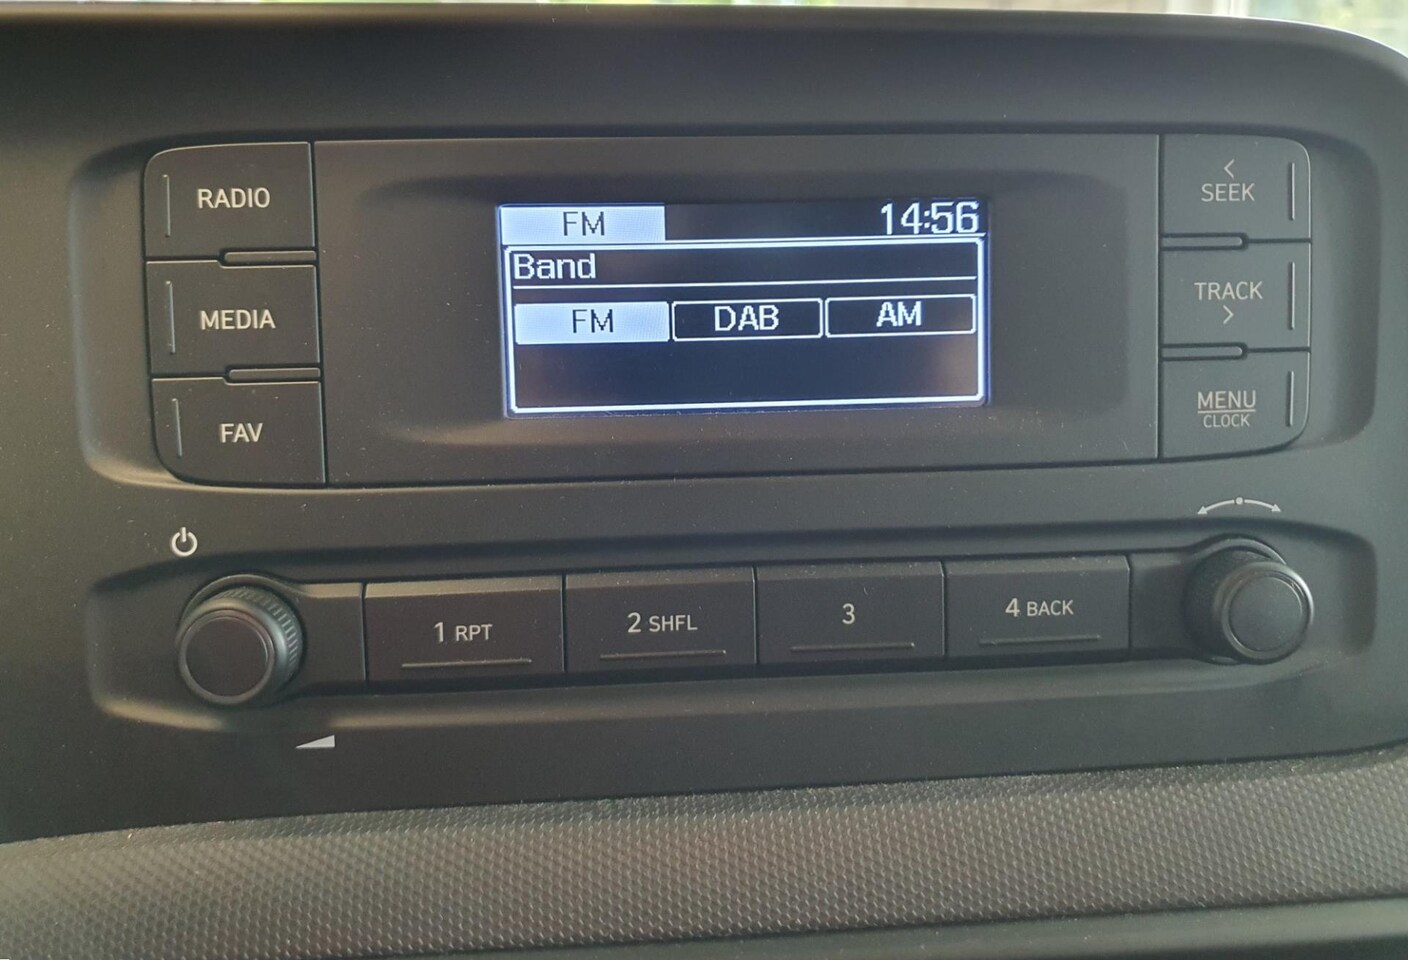 RADIO
MEDIA
FAV
FM 14:56
Band
FM DAB AM
<
SEEK
TRACK
>
MENU
CLOCK
1 RPT
2 SHFL
3
4 BACK